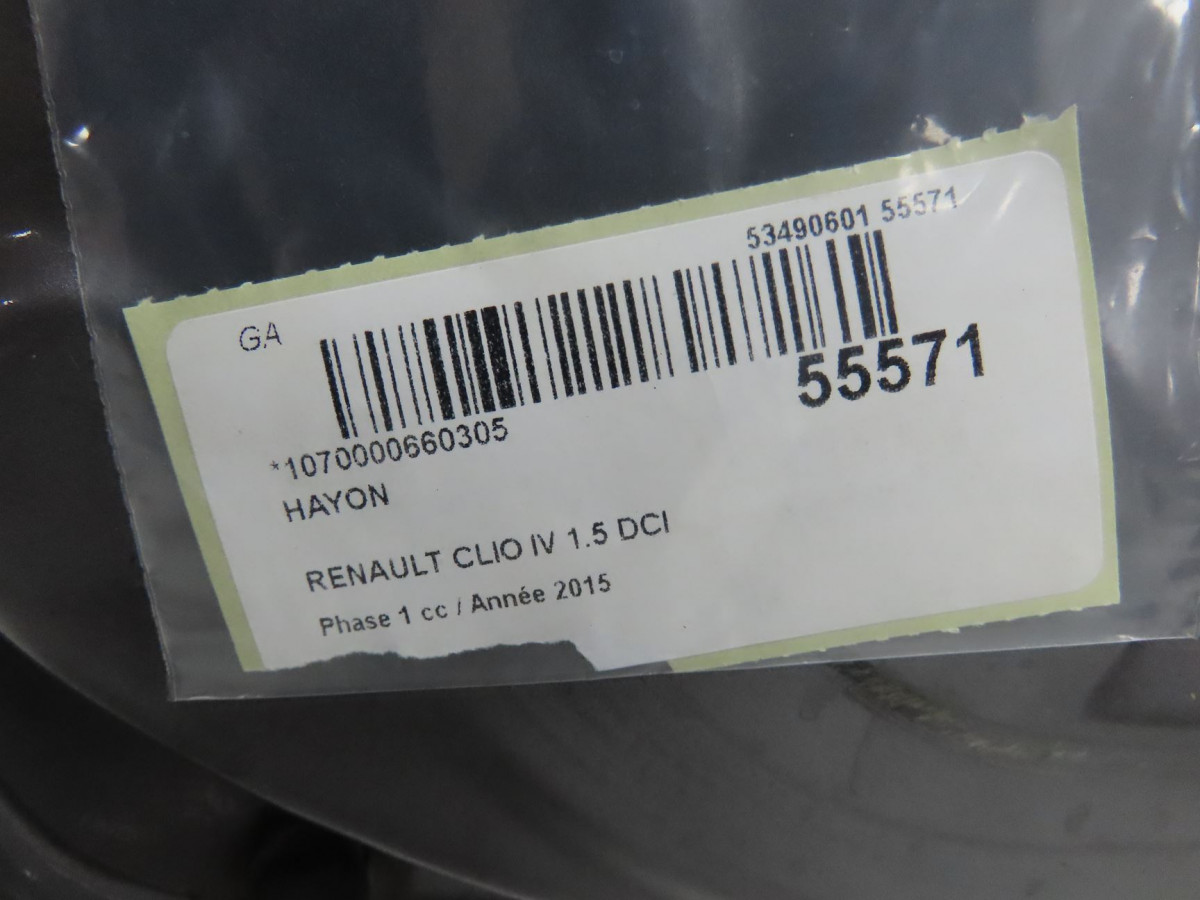 53490601 55571
GA
55571
*1070000660305
HAYON
RENAULT CLIO IV 1.5 DCI
Phase 1 cc / Année 2015